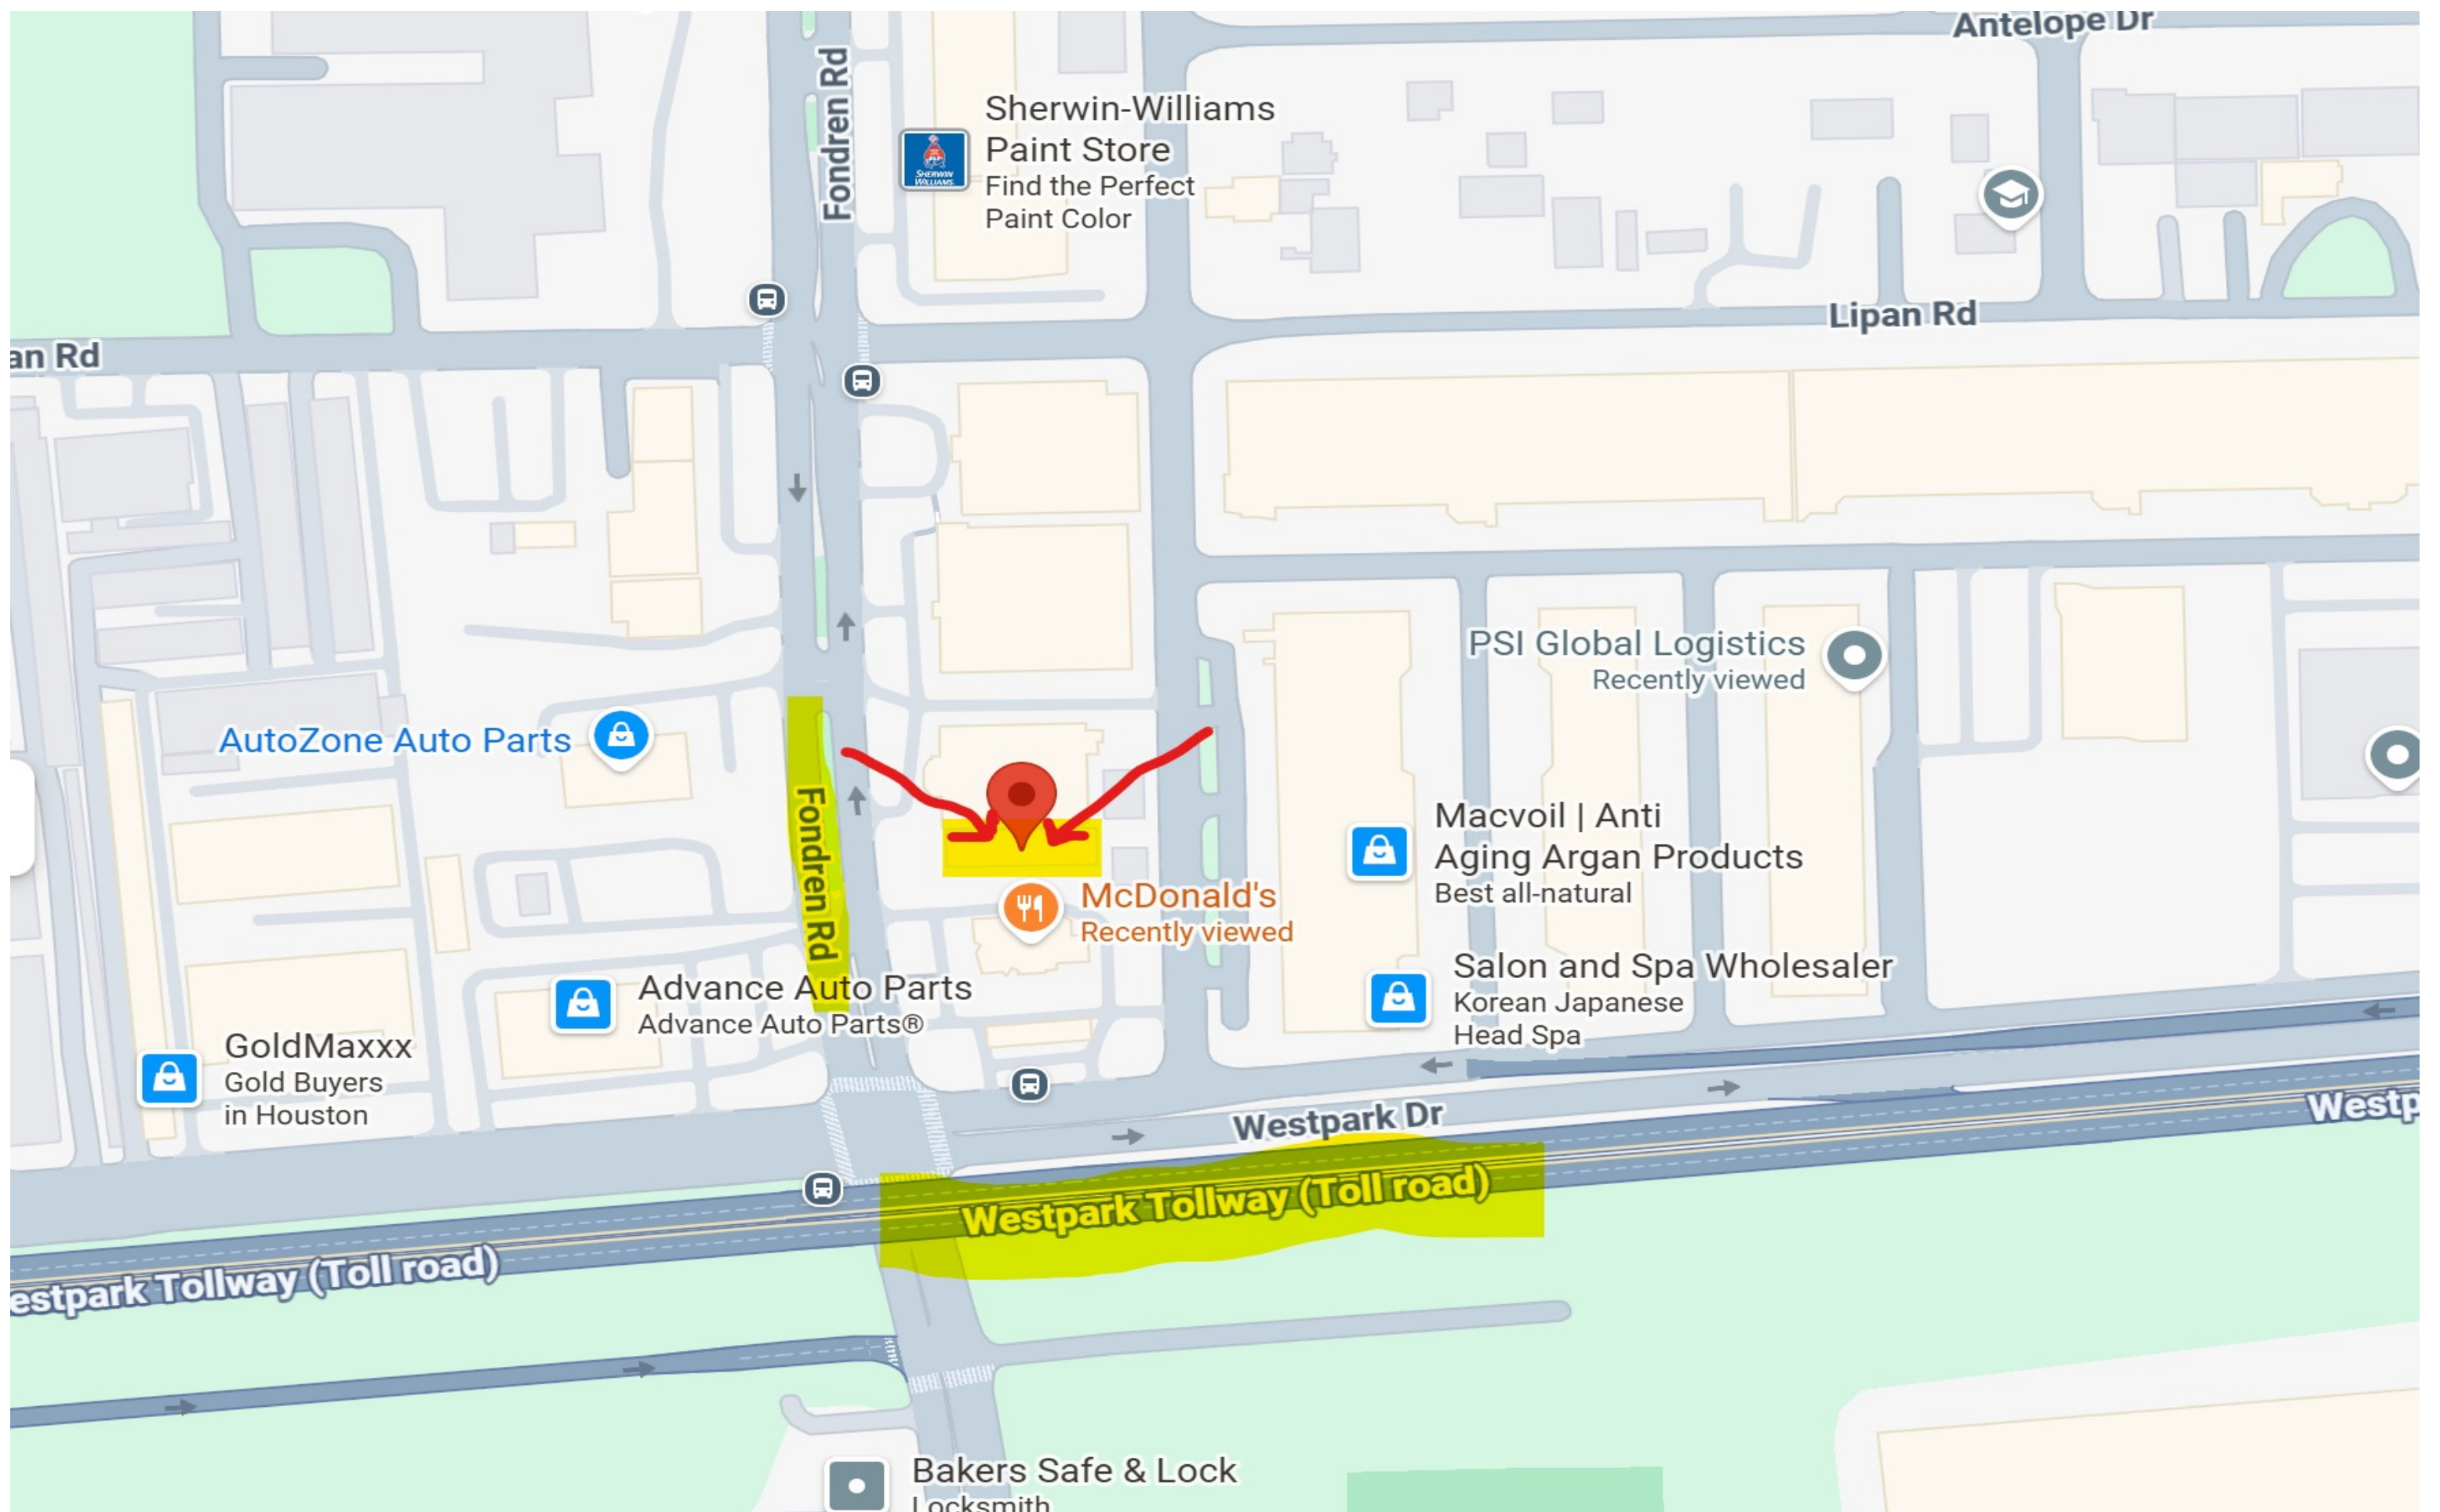 Antelope Dr
Fondren Rd
Sherwin-Williams
Paint Store
Find the Perfect
Paint Color
SHERWIN
WILLIAMS.
Lipan Rd
an Rd
PSI Global Logistics
Recently viewed
AutoZone Auto Parts
Fondren Rd
Macvoil | Anti
Aging Argan Products
Best all-natural
McDonald's
Recently viewed
Salon and Spa Wholesaler
Korean Japanese
Head Spa
Advance Auto Parts
Advance Auto Parts®
GoldMaxxx
Gold Buyers
in Houston
Westpark Dr
Westp
Westpark Tollway (Toll road)
estpark Tollway (Toll road)
Bakers Safe & Lock
Locksmith